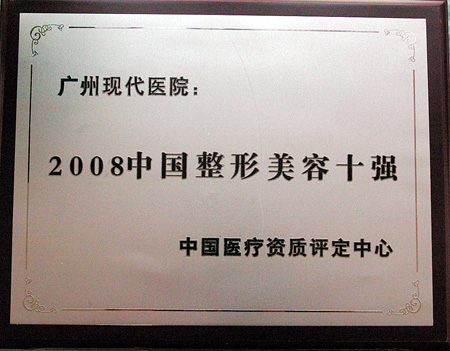 广州现代医院：
2008中国整形美容十强
中国医疗资质评定中心